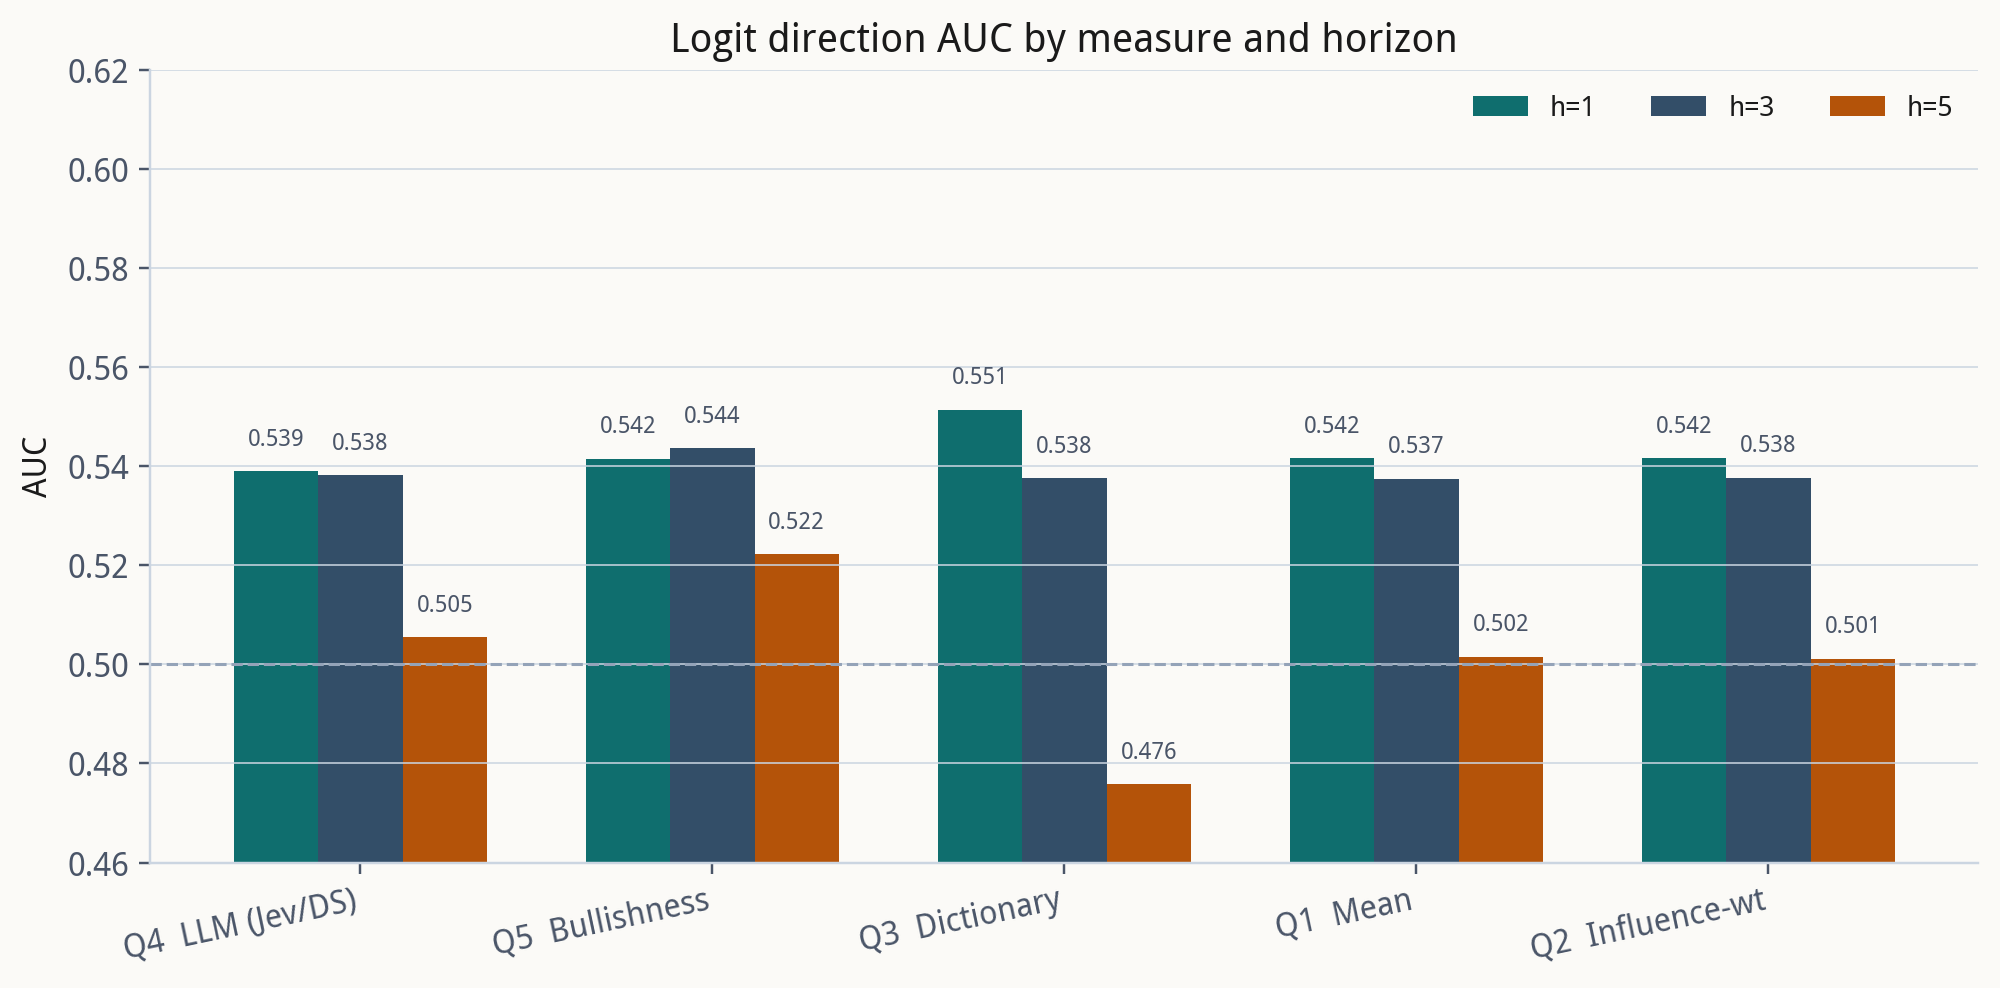 Logit direction AUC by measure and horizon
h=1 h=3 h=5
AUC
0.62
0.60
0.58
0.56
0.54
0.52
0.50
0.48
0.46
0.539 0.538 0.505
0.542 0.544 0.522
0.551 0.538 0.476
0.542 0.537 0.502
0.542 0.538 0.501
Q4 LLM (Jev/DS)
Q5 Bullishness
Q3 Dictionary
Q1 Mean
Q2 Influence-wt